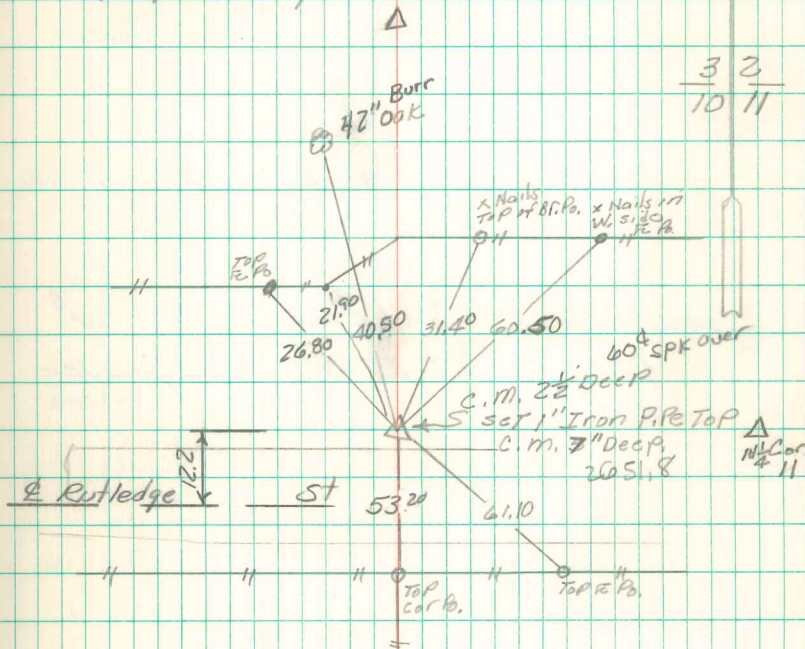 3 2
10 11
Burr
42" Oak
x Nails
Top of Br. Po.
x Nails in
W. side
Fe Po.
Top
Fe Po.
21.90
40.50
31.40
60.50
26.80
60d SPK over
C.M. 2½' Deep
Set 1" Iron Pipe Top
C.M. 7" Deep.
2651.8
N¼ Cor
11
12.2
℄ Rutledge St
53.20
61.10
Top
Cor Po.
Top Fe Po.